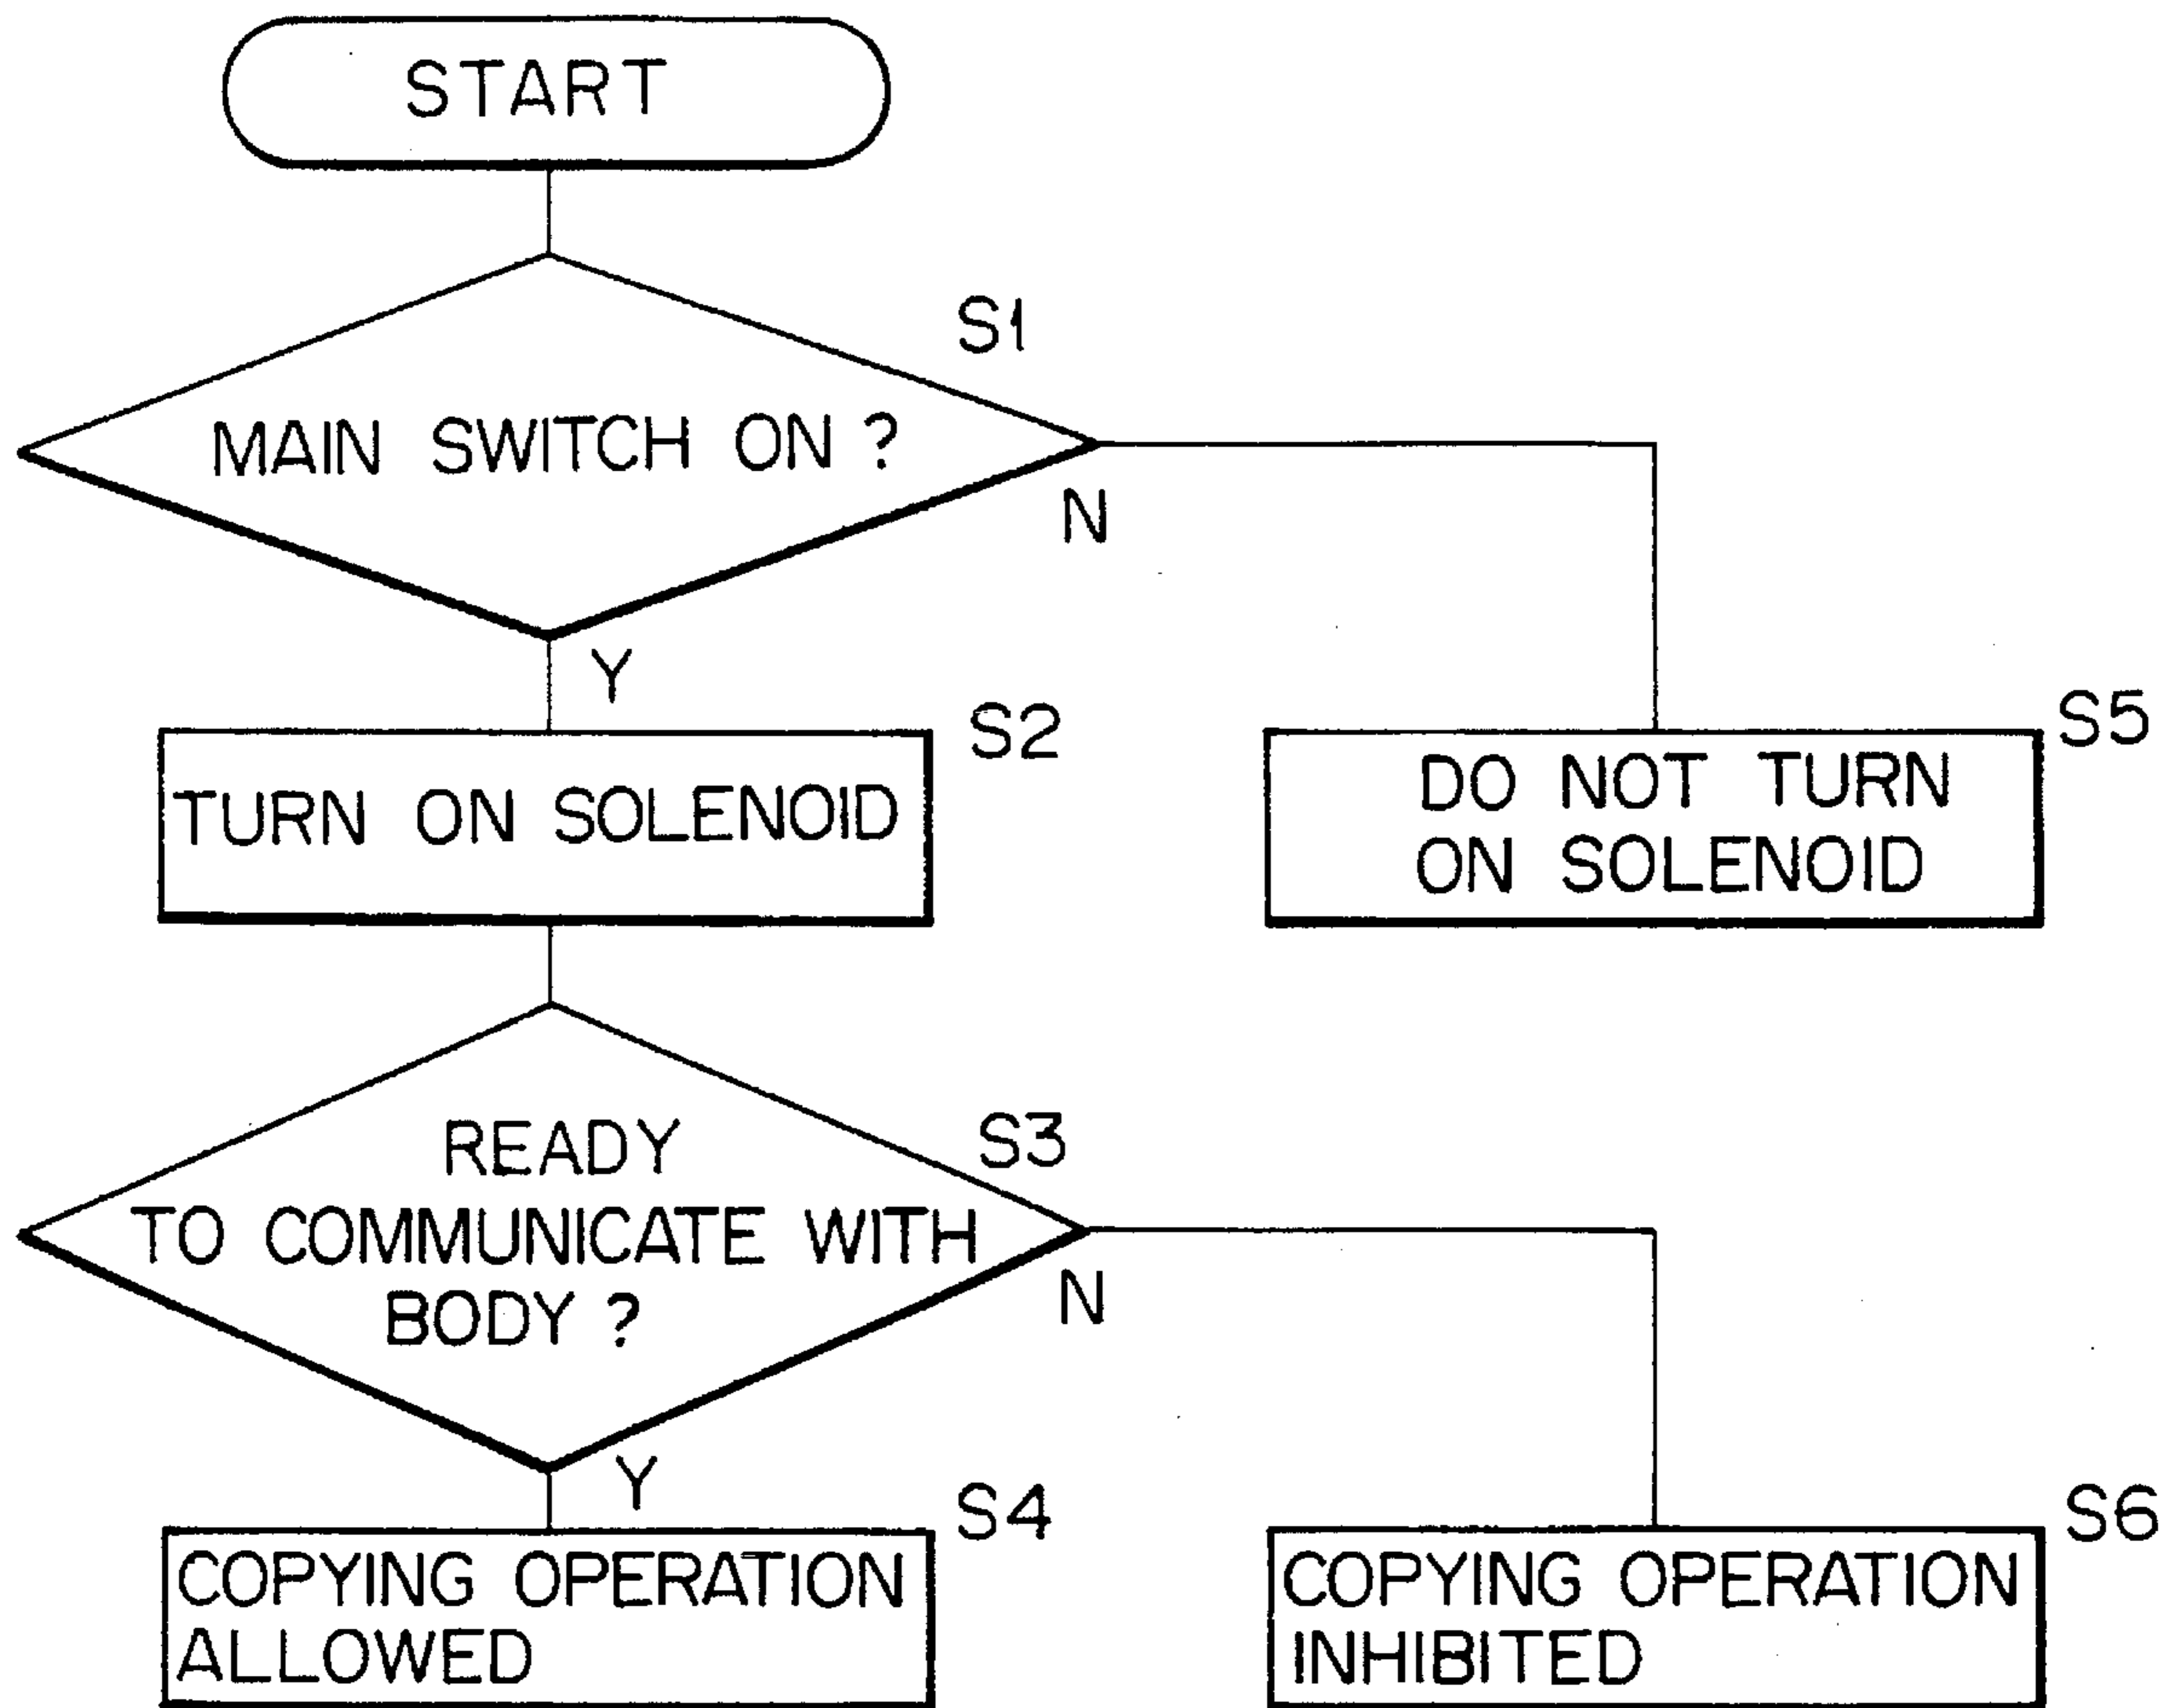 START
S1
MAIN SWITCH ON ?
N
Y
S2
TURN ON SOLENOID
S5
DO NOT TURN
ON SOLENOID
S3
READY
TO COMMUNICATE WITH
BODY ?
N
Y
S4
COPYING OPERATION
ALLOWED
S6
COPYING OPERATION
INHIBITED